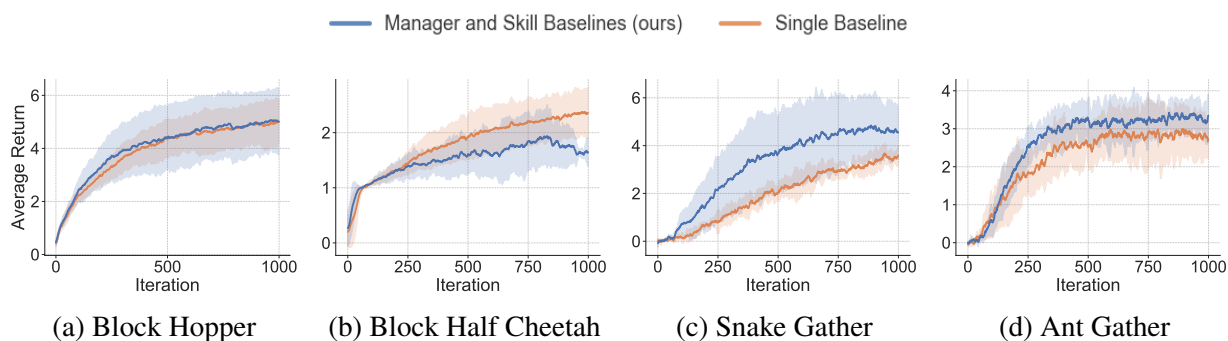 Manager and Skill Baselines (ours) Single Baseline
Average Return
6
4
2
0
0 500 1000
Iteration
2
1
0
0 250 500 750 1000
Iteration
6
4
2
0
0 250 500 750 1000
Iteration
4
3
2
1
0
0 250 500 750 1000
Iteration
(a) Block Hopper
(b) Block Half Cheetah
(c) Snake Gather
(d) Ant Gather